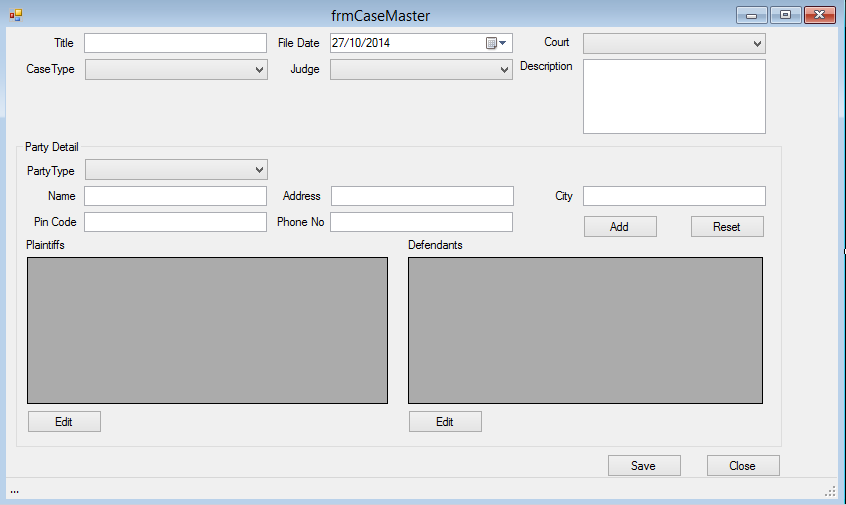 frmCaseMaster
Title File Date 27/10/2014 Court
CaseType Judge Description
Party Detail
PartyType
Name Address City
Pin Code Phone No Add Reset
Plaintiffs Defendants
Edit Edit
Save Close
...